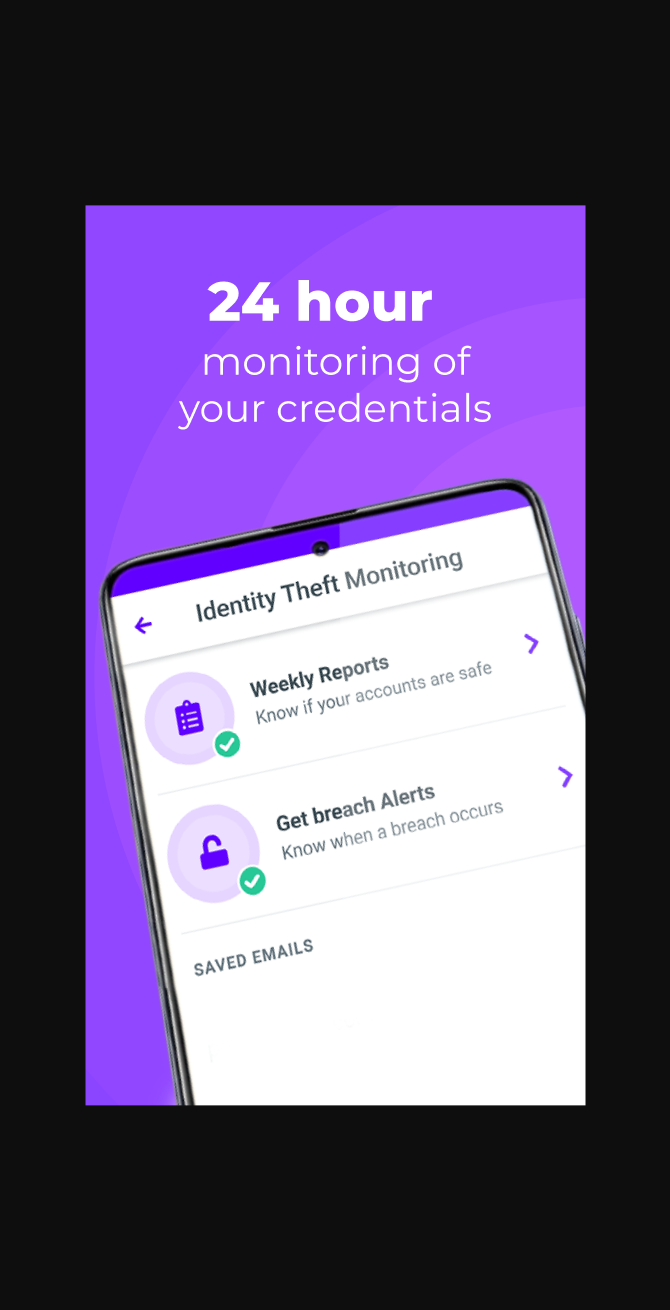 24 hour
monitoring of
your credentials
Identity Theft Monitoring
Weekly Reports
Know if your accounts are safe
Get breach Alerts
Know when a breach occurs
SAVED EMAILS